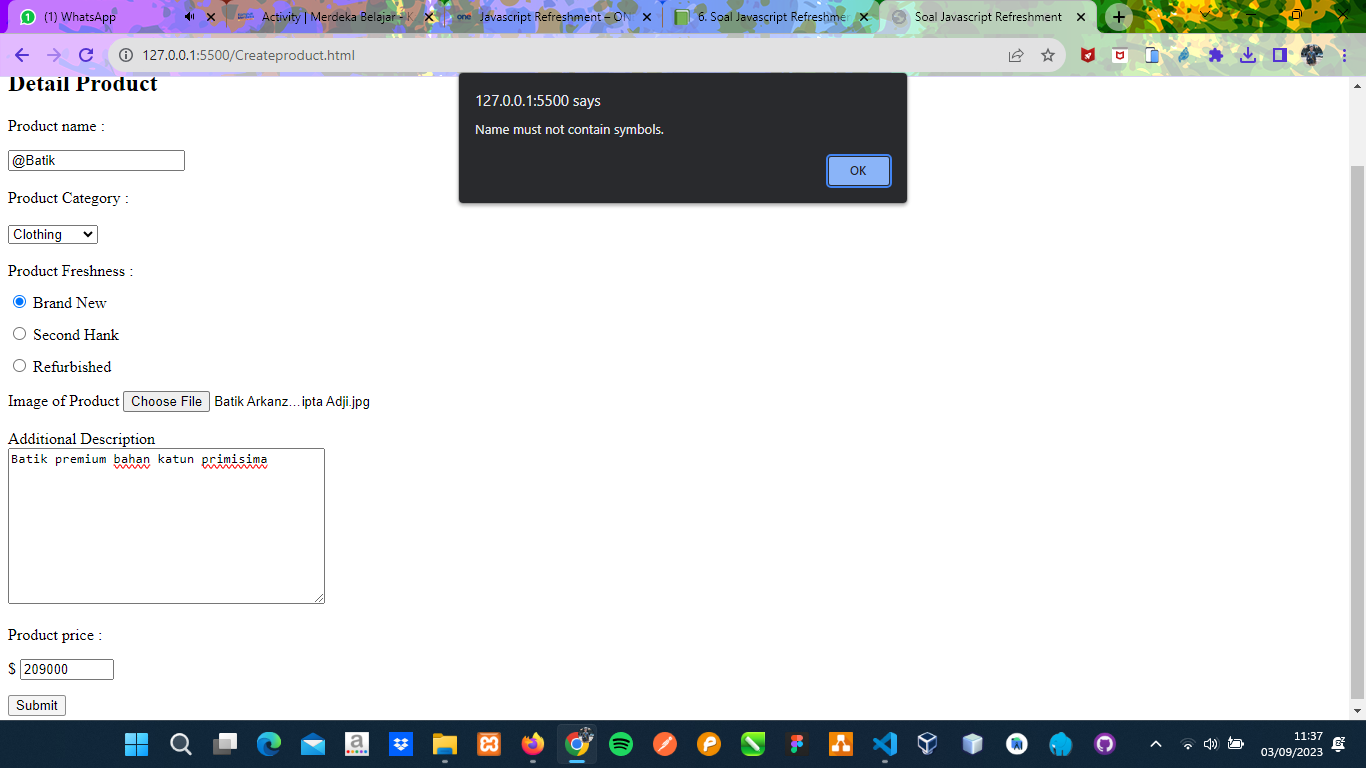 (1) WhatsApp
Activity | Merdeka Belajar - K
Javascript Refreshment – ON
6. Soal Javascript Refreshmen
Soal Javascript Refreshment
127.0.0.1:5500/Createproduct.html
127.0.0.1:5500 says
Name must not contain symbols.
OK
Detail Product
Product name :
@Batik
Product Category :
Clothing
Product Freshness :
Brand New
Second Hank
Refurbished
Image of Product Choose File Batik Arkanz...ipta Adji.jpg
Additional Description
Batik premium bahan katun primisima
Product price :
$ 209000
Submit
11:37
03/09/2023